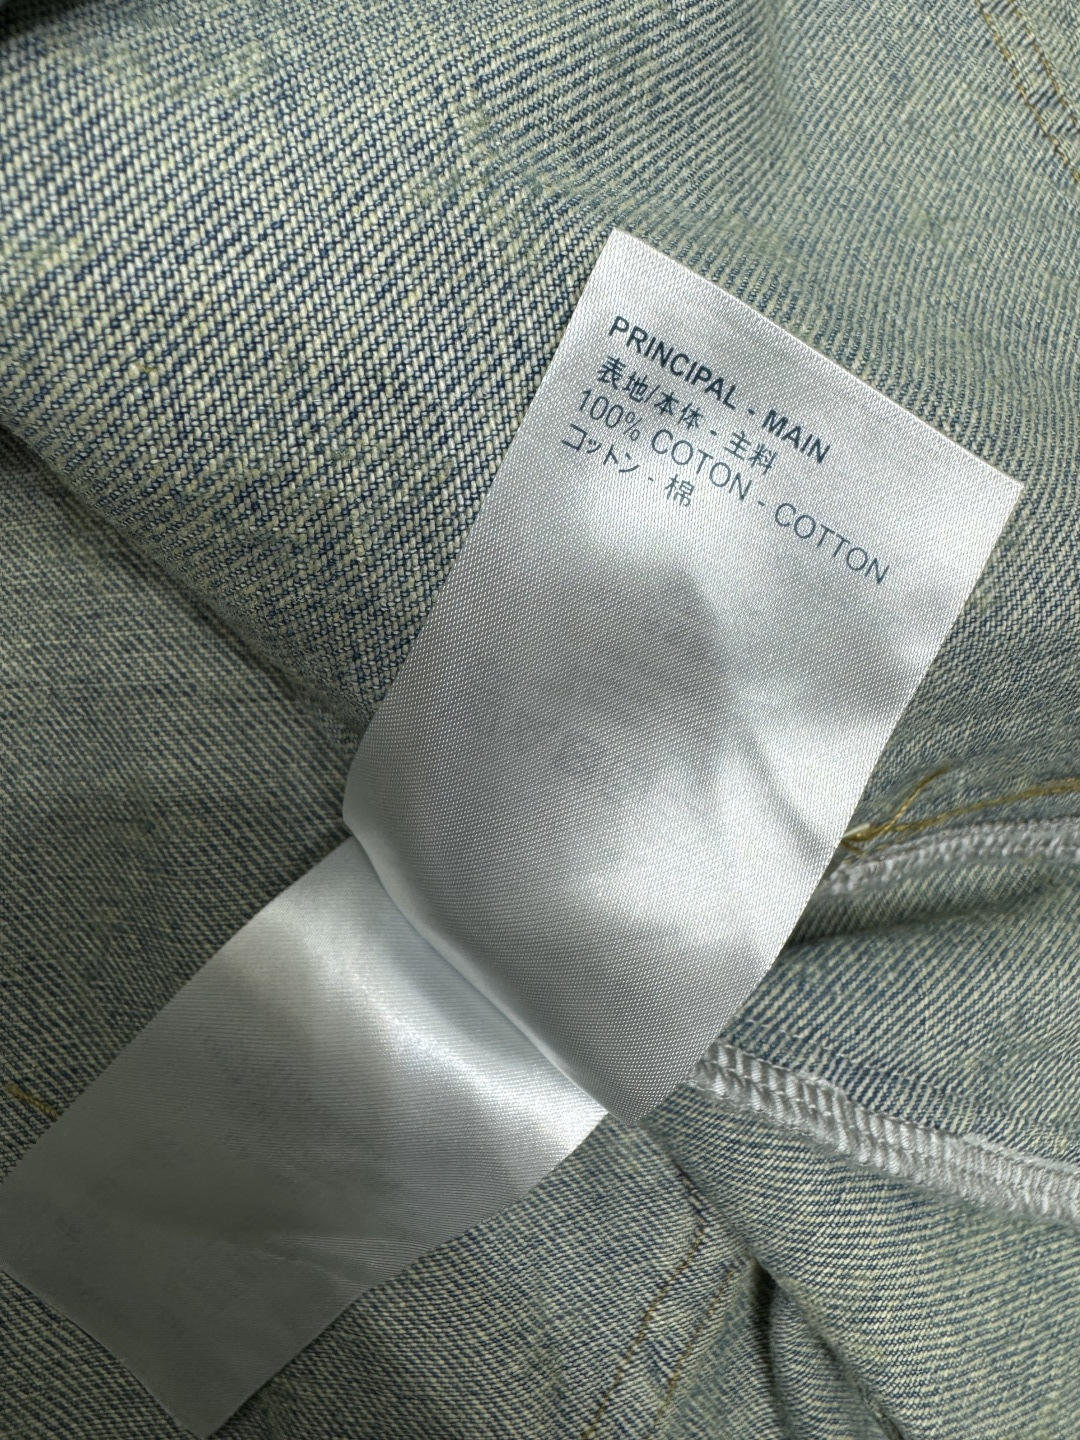 PRINCIPAL - MAIN
表地/本体 - 主料
100% COTON - COTTON
コットン - 棉